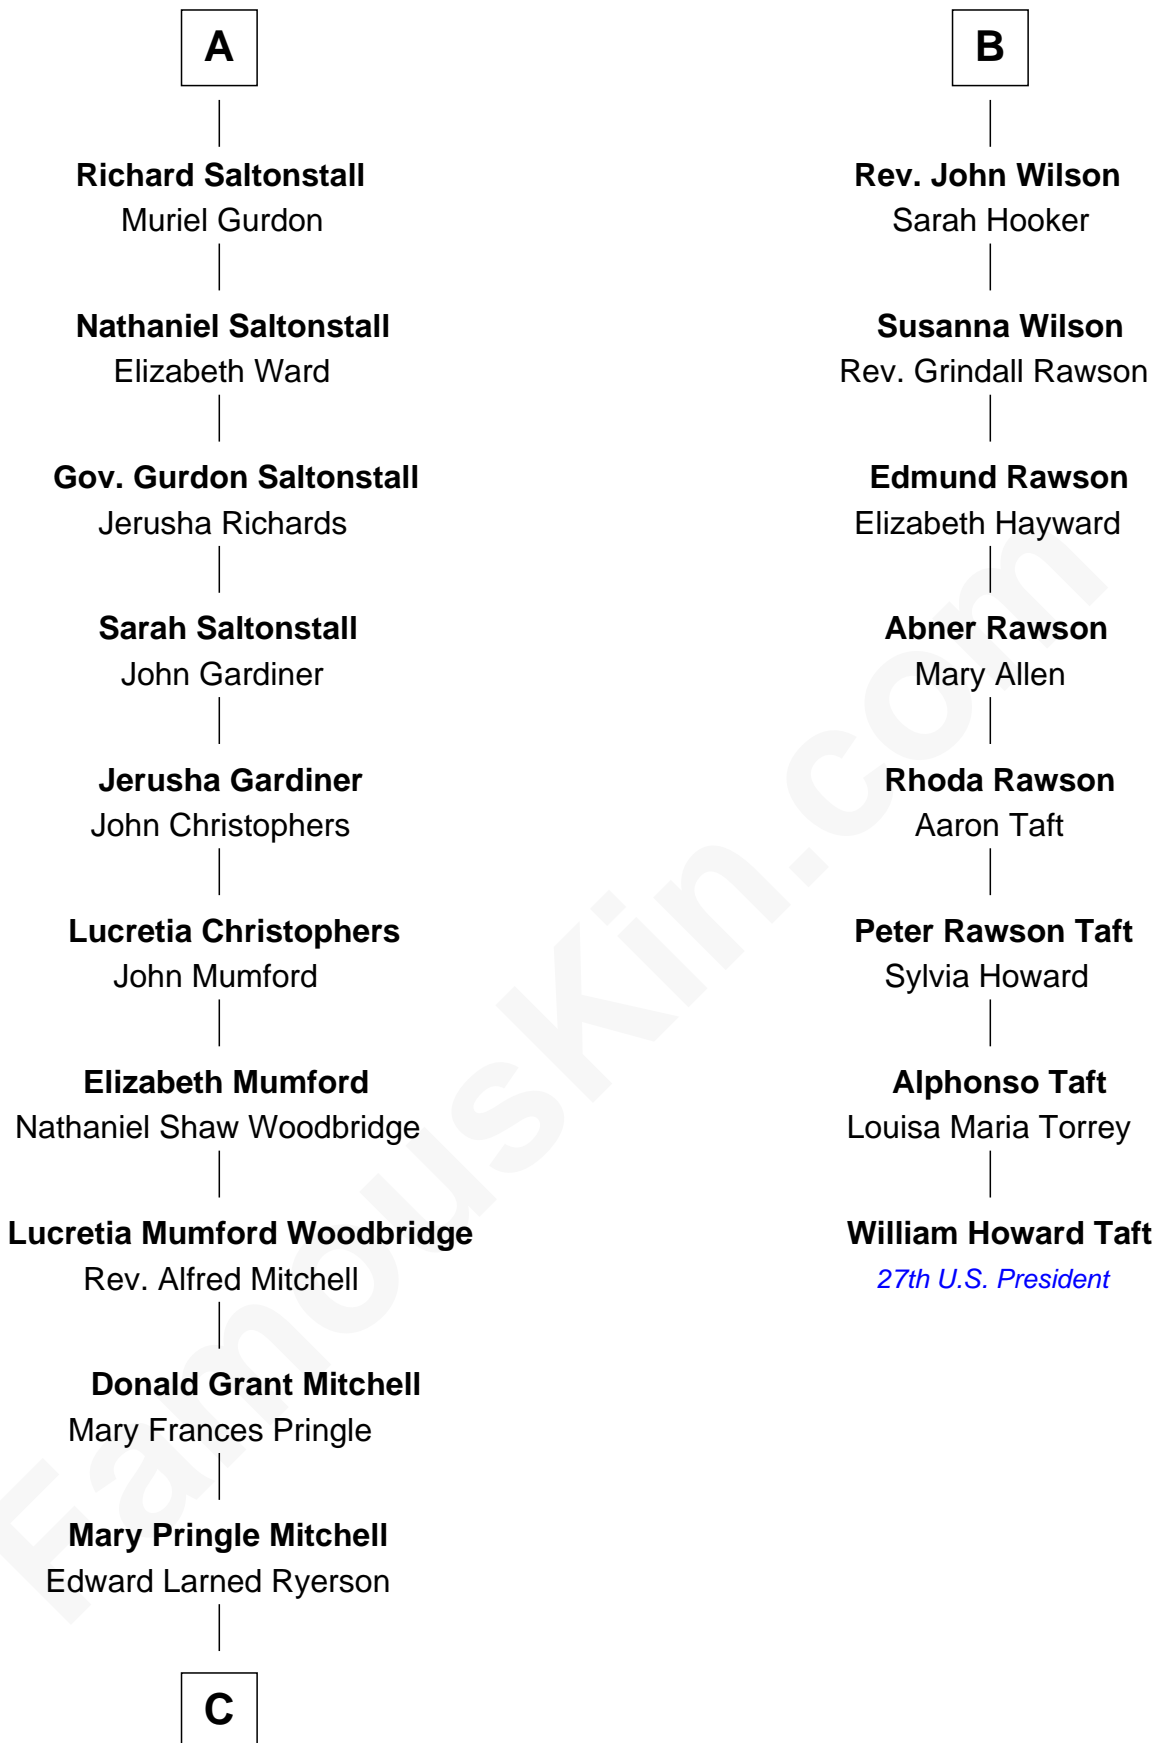 A
Richard Saltonstall
Muriel Gurdon
Nathaniel Saltonstall
Elizabeth Ward
Gov. Gurdon Saltonstall
Jerusha Richards
Sarah Saltonstall
John Gardiner
Jerusha Gardiner
John Christophers
Lucretia Christophers
John Mumford
Elizabeth Mumford
Nathaniel Shaw Woodbridge
Lucretia Mumford Woodbridge
Rev. Alfred Mitchell
Donald Grant Mitchell
Mary Frances Pringle
Mary Pringle Mitchell
Edward Larned Ryerson
C
B
Rev. John Wilson
Sarah Hooker
Susanna Wilson
Rev. Grindall Rawson
Edmund Rawson
Elizabeth Hayward
Abner Rawson
Mary Allen
Rhoda Rawson
Aaron Taft
Peter Rawson Taft
Sylvia Howard
Alphonso Taft
Louisa Maria Torrey
William Howard Taft
27th U.S. President
FamousKin.com